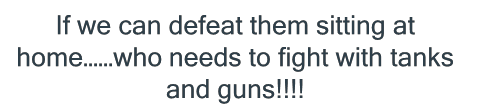 If we can defeat them sitting at
home......who needs to fight with tanks
and guns!!!!